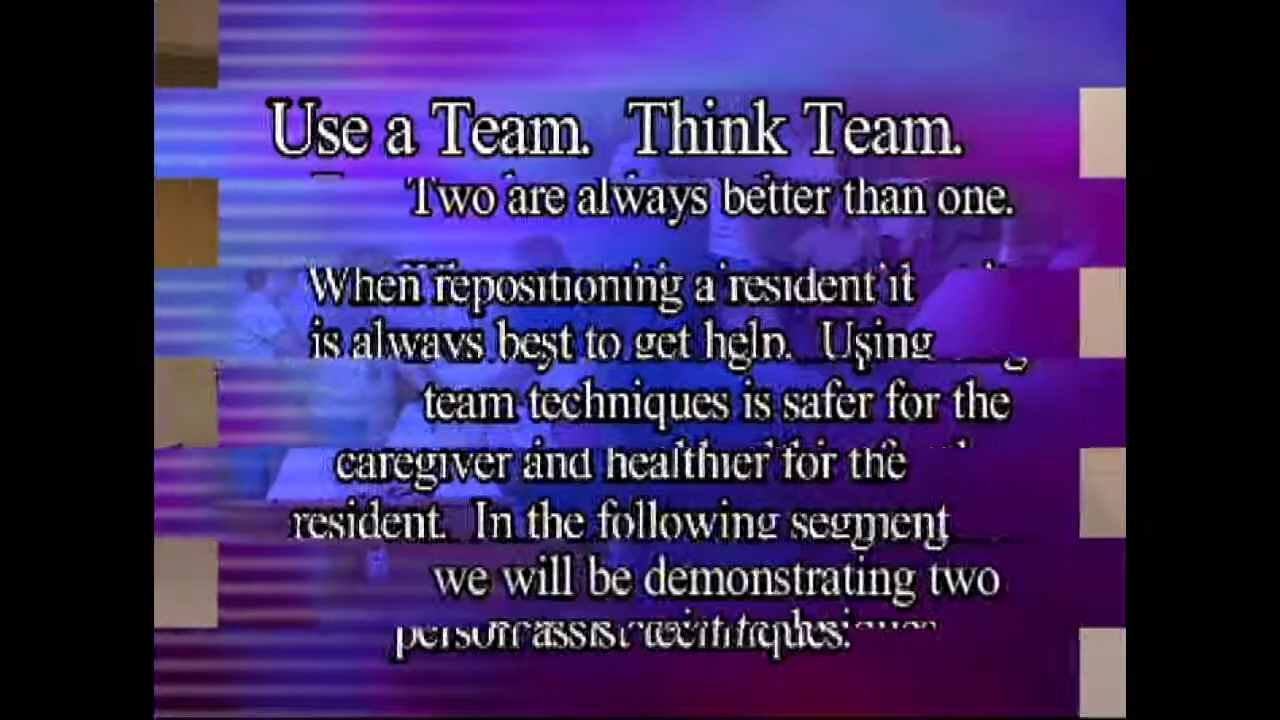 Use a Team.  Think Team.
Two are always better than one.
When repositioning a resident it
is always best to get help.  Using
team techniques is safer for the
caregiver and healthier for the
resident.  In the following segment
we will be demonstrating two
person assist techniques.